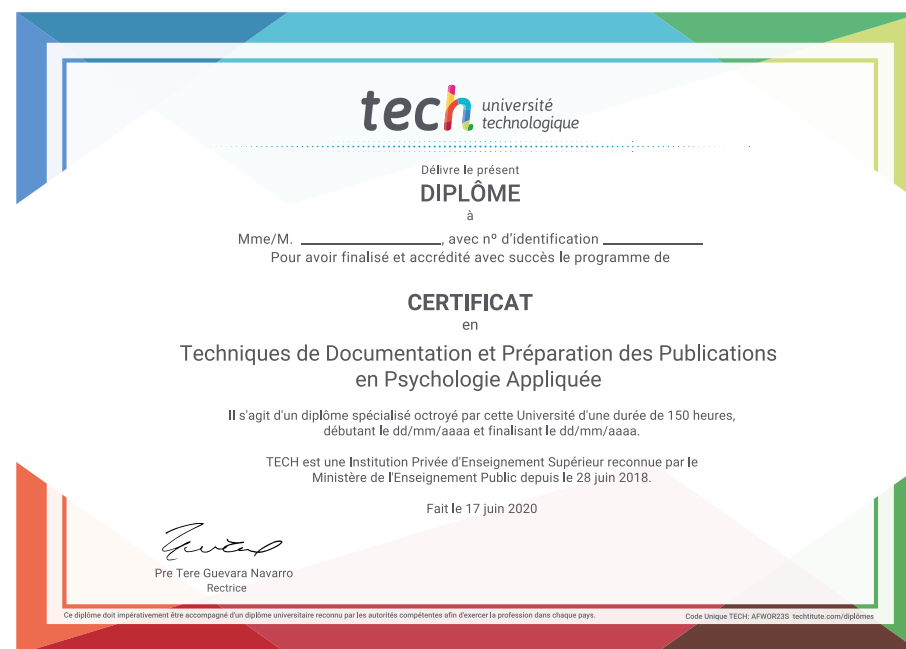 tech université
technologique
Délivre le présent
DIPLÔME
à
Mme/M. ____________________, avec nº d'identification ______________
Pour avoir finalisé et accrédité avec succès le programme de
CERTIFICAT
en
Techniques de Documentation et Préparation des Publications
en Psychologie Appliquée
Il s'agit d'un diplôme spécialisé octroyé par cette Université d'une durée de 150 heures,
débutant le dd/mm/aaaa et finalisant le dd/mm/aaaa.
TECH est une Institution Privée d'Enseignement Supérieur reconnue par le
Ministère de l'Enseignement Public depuis le 28 juin 2018.
Fait le 17 juin 2020
Pre Tere Guevara Navarro
Rectrice
Ce diplôme doit impérativement être accompagné d'un diplôme universitaire reconnu par les autorités compétentes afin d'exercer la profession dans chaque pays.
Code Unique TECH: AFWOR23S techtitute.com/diplômes